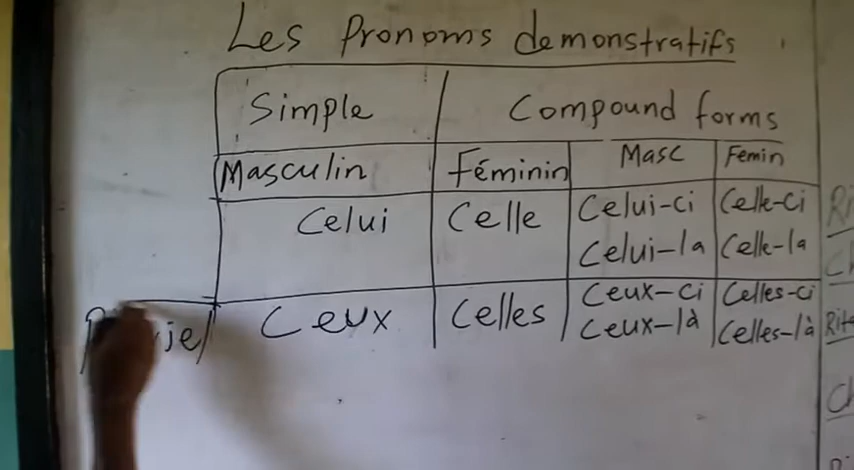 Les Pronoms demonstratifs
Simple Compound forms
Masculin Féminin Masc Femin
Celui Celle Celui-ci Celle-ci
Celui-la Celle-la
Ceux Celles Ceux-ci Celles-ci
Ceux-là Celles-là